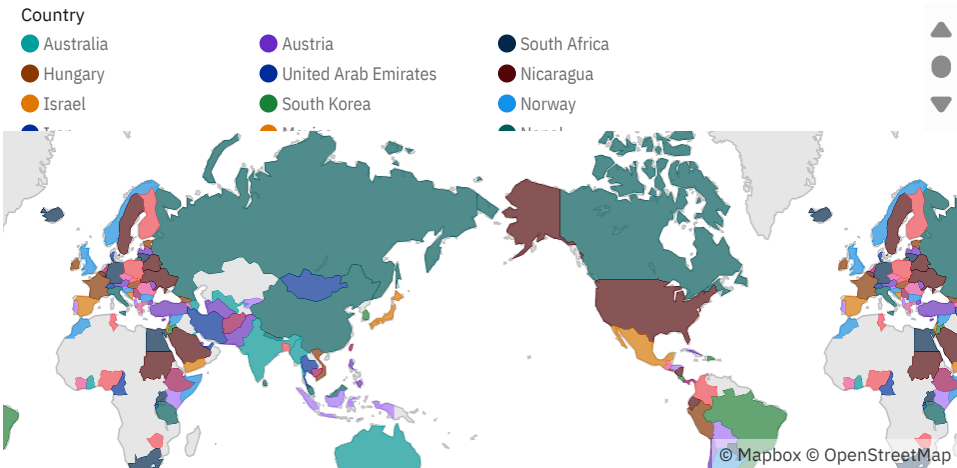 Country
Australia Austria South Africa
Hungary United Arab Emirates Nicaragua
Israel South Korea Norway
© Mapbox © OpenStreetMap